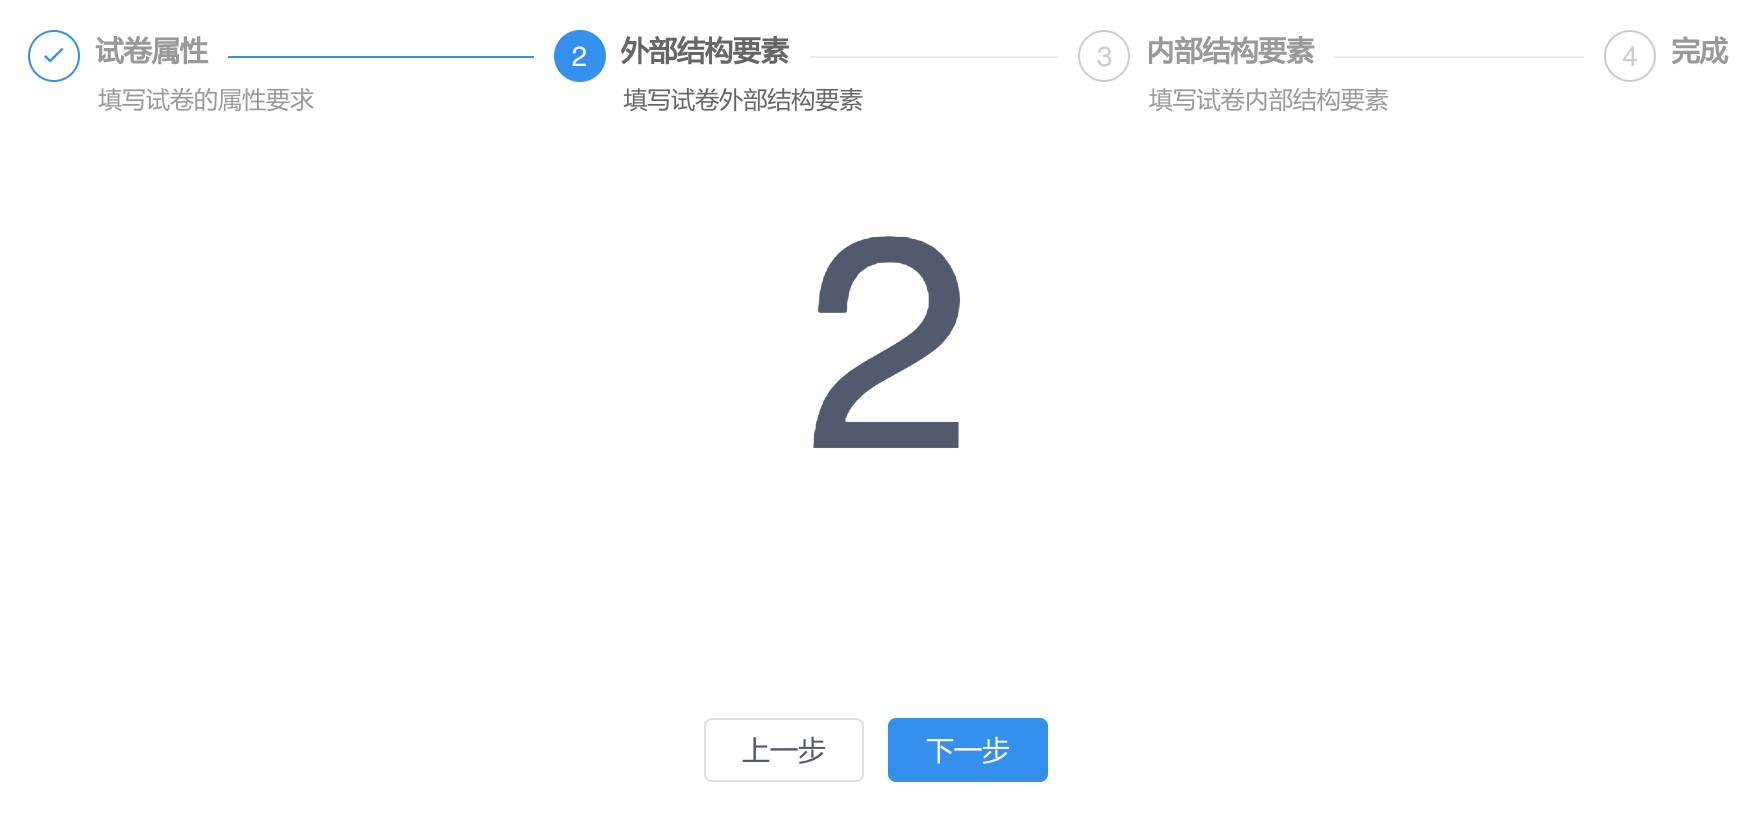 试卷属性
填写试卷的属性要求
2 外部结构要素
填写试卷外部结构要素
3 内部结构要素
填写试卷内部结构要素
4 完成
2
上一步
下一步